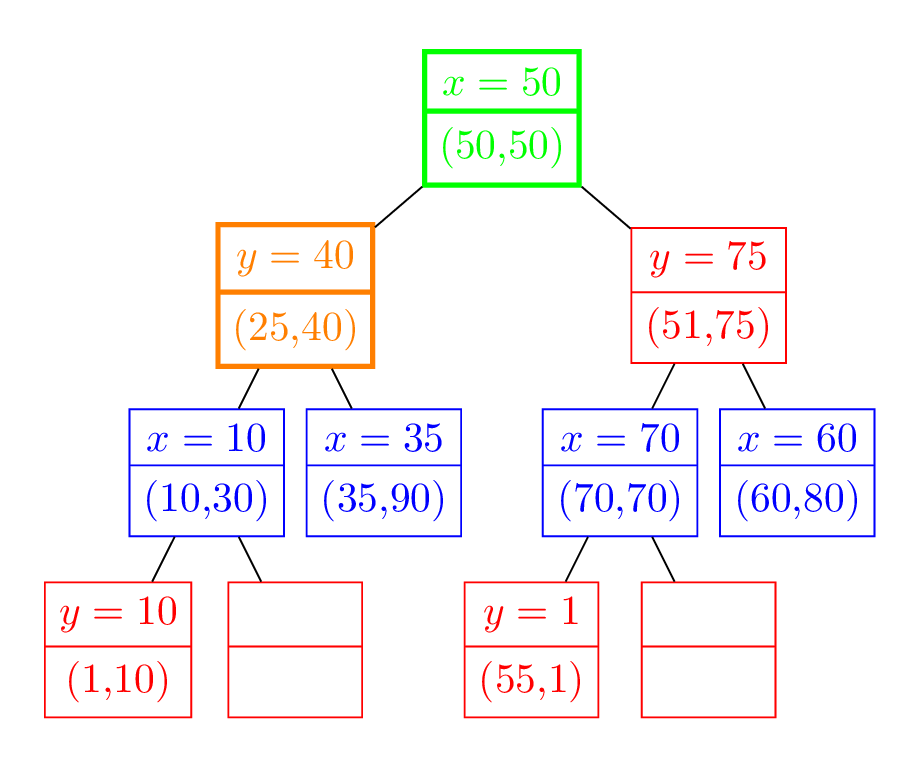 x = 50
(50,50)
y = 40
(25,40)
y = 75
(51,75)
x = 10
(10,30)
x = 35
(35,90)
x = 70
(70,70)
x = 60
(60,80)
y = 10
(1,10)
y = 1
(55,1)